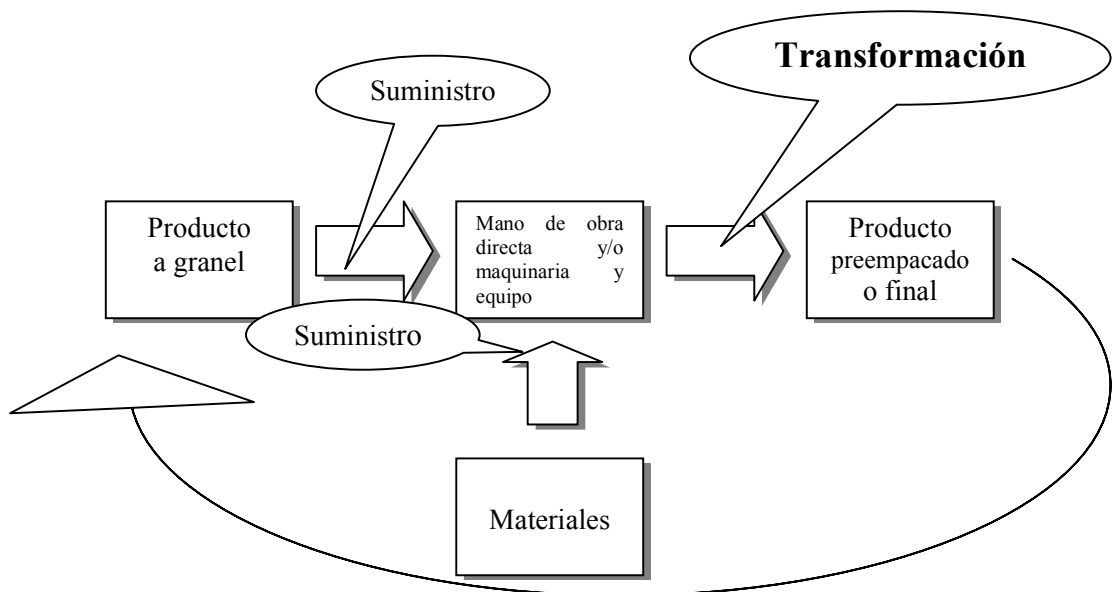 Transformación
Suministro
Producto
a granel
Mano de obra
directa y/o
maquinaria y
equipo
Producto
preempacado
o final
Suministro
Materiales